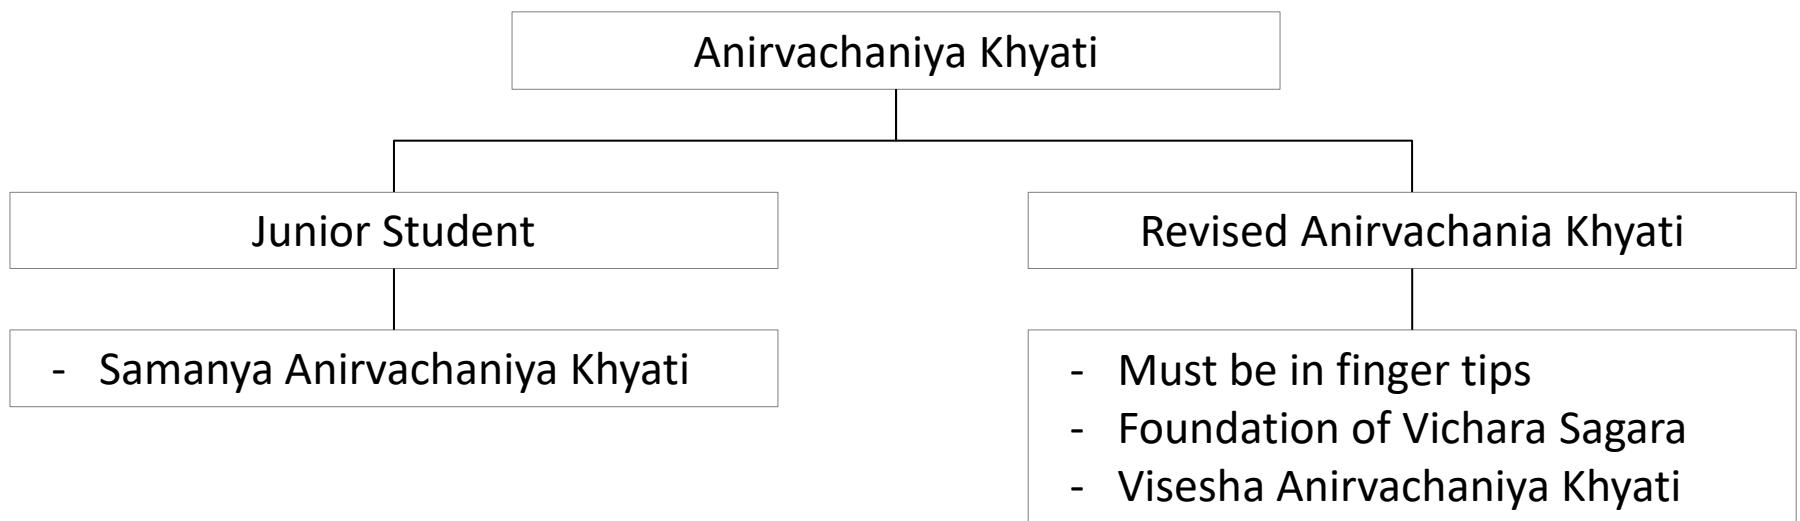 Anirvachaniya Khyati
Junior Student
Revised Anirvachania Khyati
- Samanya Anirvachaniya Khyati
- Must be in finger tips
- Foundation of Vichara Sagara
- Visesha Anirvachaniya Khyati